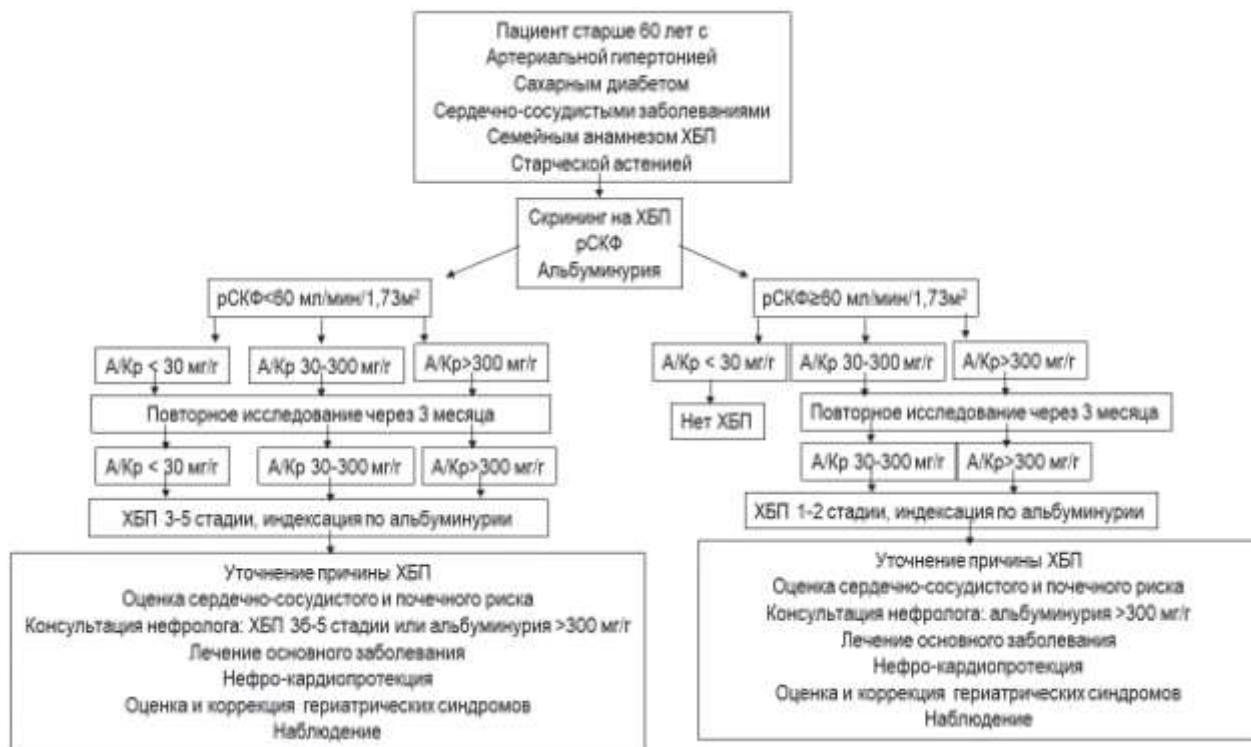 Пациент старше 60 лет с
Артериальной гипертонией
Сахарным диабетом
Сердечно-сосудистыми заболеваниями
Семейным анамнезом ХБП
Старческой астенией
Скрининг на ХБП
рСКФ
Альбуминурия
рСКФ<60 мл/мин/1,73м²
А/Кр < 30 мг/г
А/Кр 30-300 мг/г
А/Кр>300 мг/г
Повторное исследование через 3 месяца
А/Кр < 30 мг/г
А/Кр 30-300 мг/г
А/Кр>300 мг/г
ХБП 3-5 стадии, индексация по альбуминурии
Уточнение причины ХБП
Оценка сердечно-сосудистого и почечного риска
Консультация нефролога: ХБП 3б-5 стадии или альбуминурия >300 мг/г
Лечение основного заболевания
Нефро-кардиопротекция
Оценка и коррекция гериатрических синдромов
Наблюдение
рСКФ≥60 мл/мин/1,73м²
А/Кр < 30 мг/г
А/Кр 30-300 мг/г
А/Кр>300 мг/г
Нет ХБП
Повторное исследование через 3 месяца
А/Кр 30-300 мг/г
А/Кр>300 мг/г
ХБП 1-2 стадии, индексация по альбуминурии
Уточнение причины ХБП
Оценка сердечно-сосудистого и почечного риска
Консультация нефролога: альбуминурия >300 мг/г
Лечение основного заболевания
Нефро-кардиопротекция
Оценка и коррекция гериатрических синдромов
Наблюдение